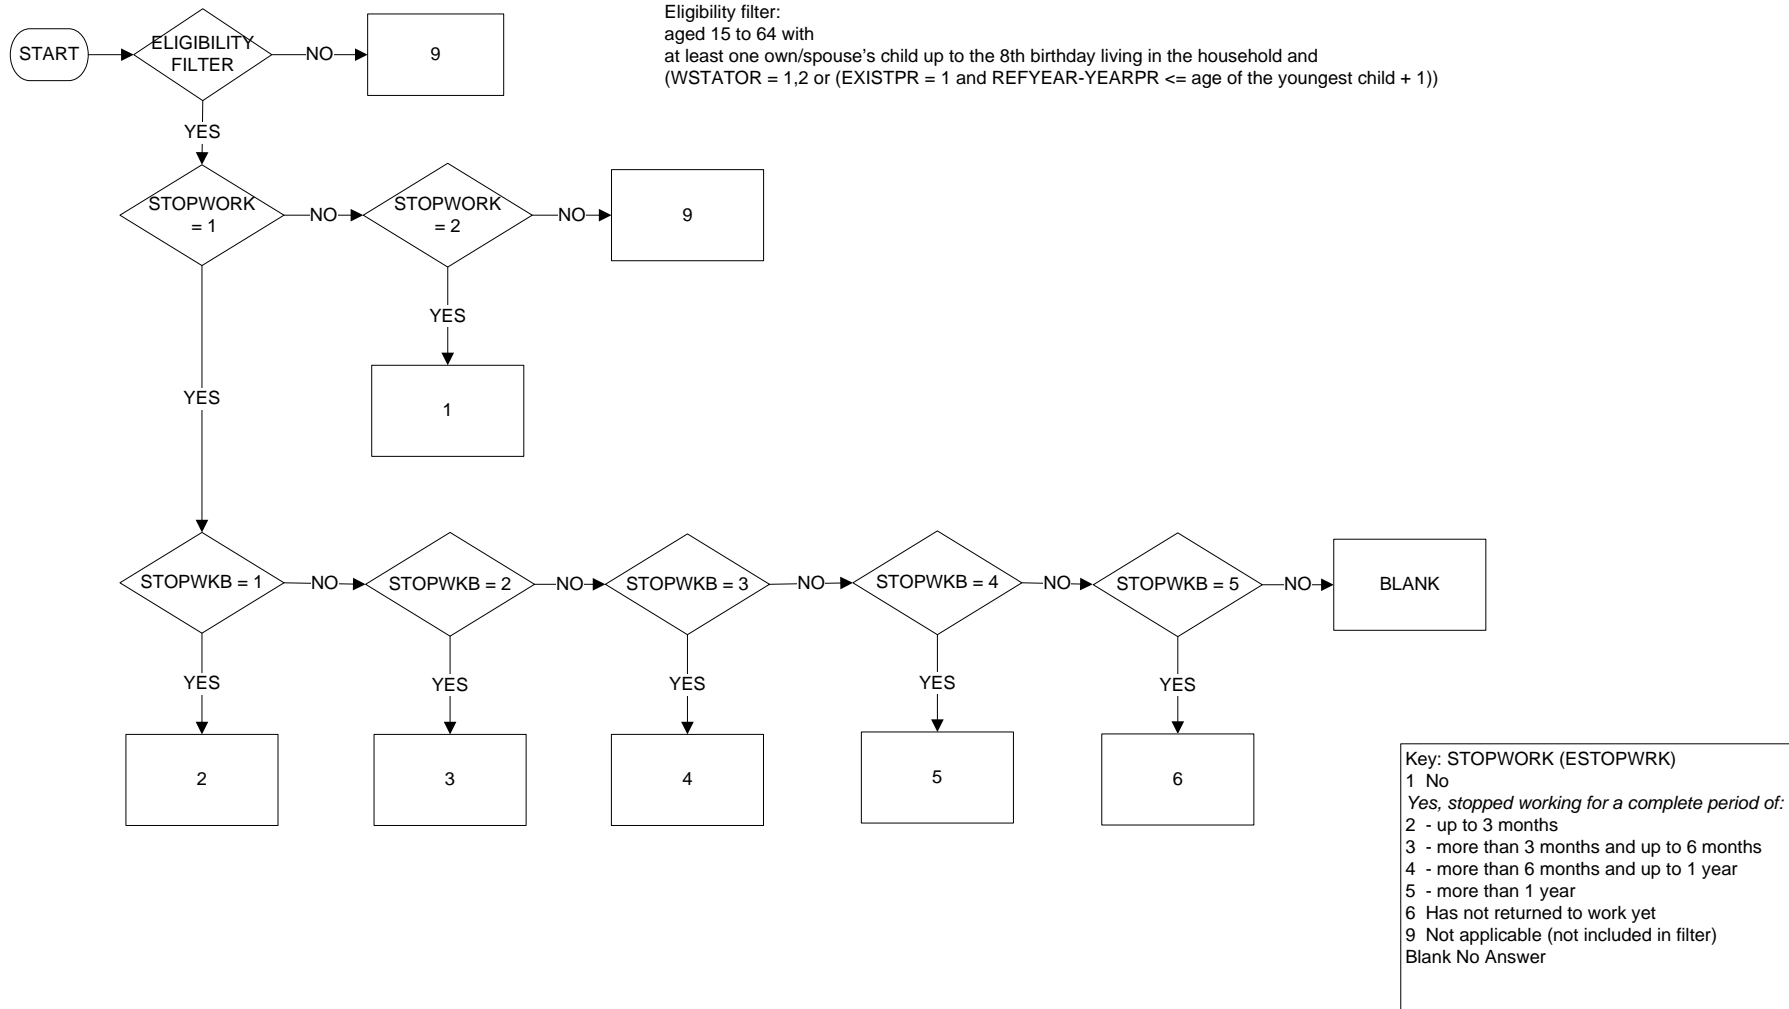 Eligibility filter:
aged 15 to 64 with
at least one own/spouse's child up to the 8th birthday living in the household and
(WSTATOR = 1,2 or (EXISTPR = 1 and REFYEAR-YEARPR <= age of the youngest child + 1))
START
ELIGIBILITY
FILTER
NO
9
YES
STOPWORK
= 1
NO
STOPWORK
= 2
NO
9
YES
1
YES
STOPWKB = 1
NO
STOPWKB = 2
NO
STOPWKB = 3
NO
STOPWKB = 4
NO
STOPWKB = 5
NO
BLANK
YES
YES
YES
YES
YES
2
3
4
5
6
Key: STOPWORK (ESTOPWRK)
1 No
Yes, stopped working for a complete period of:
2 - up to 3 months
3 - more than 3 months and up to 6 months
4 - more than 6 months and up to 1 year
5 - more than 1 year
6 Has not returned to work yet
9 Not applicable (not included in filter)
Blank No Answer